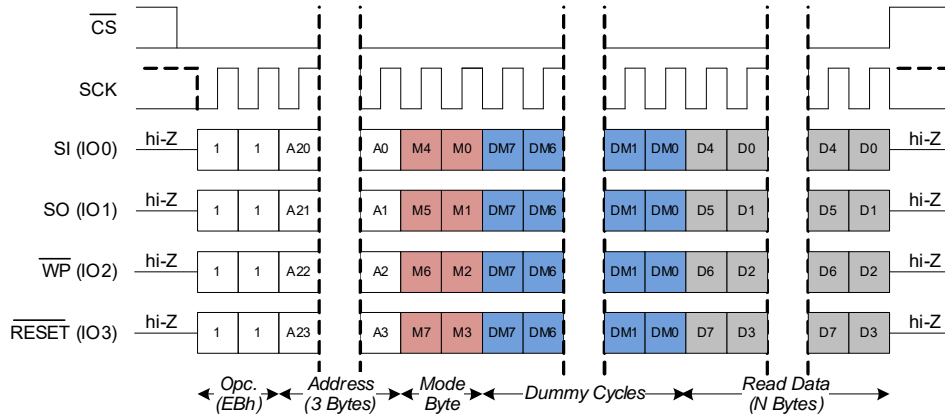 CS
SCK
SI (IO0) hi-Z 1 1 A20 A0 M4 M0 DM7 DM6 DM1 DM0 D4 D0 D4 D0 hi-Z
SO (IO1) hi-Z 1 1 A21 A1 M5 M1 DM7 DM6 DM1 DM0 D5 D1 D5 D1 hi-Z
WP (IO2) hi-Z 1 1 A22 A2 M6 M2 DM7 DM6 DM1 DM0 D6 D2 D6 D2 hi-Z
RESET (IO3) hi-Z 1 1 A23 A3 M7 M3 DM7 DM6 DM1 DM0 D7 D3 D7 D3 hi-Z
Opc. Address Mode Dummy Cycles Read Data
(EBh) (3 Bytes) Byte (N Bytes)